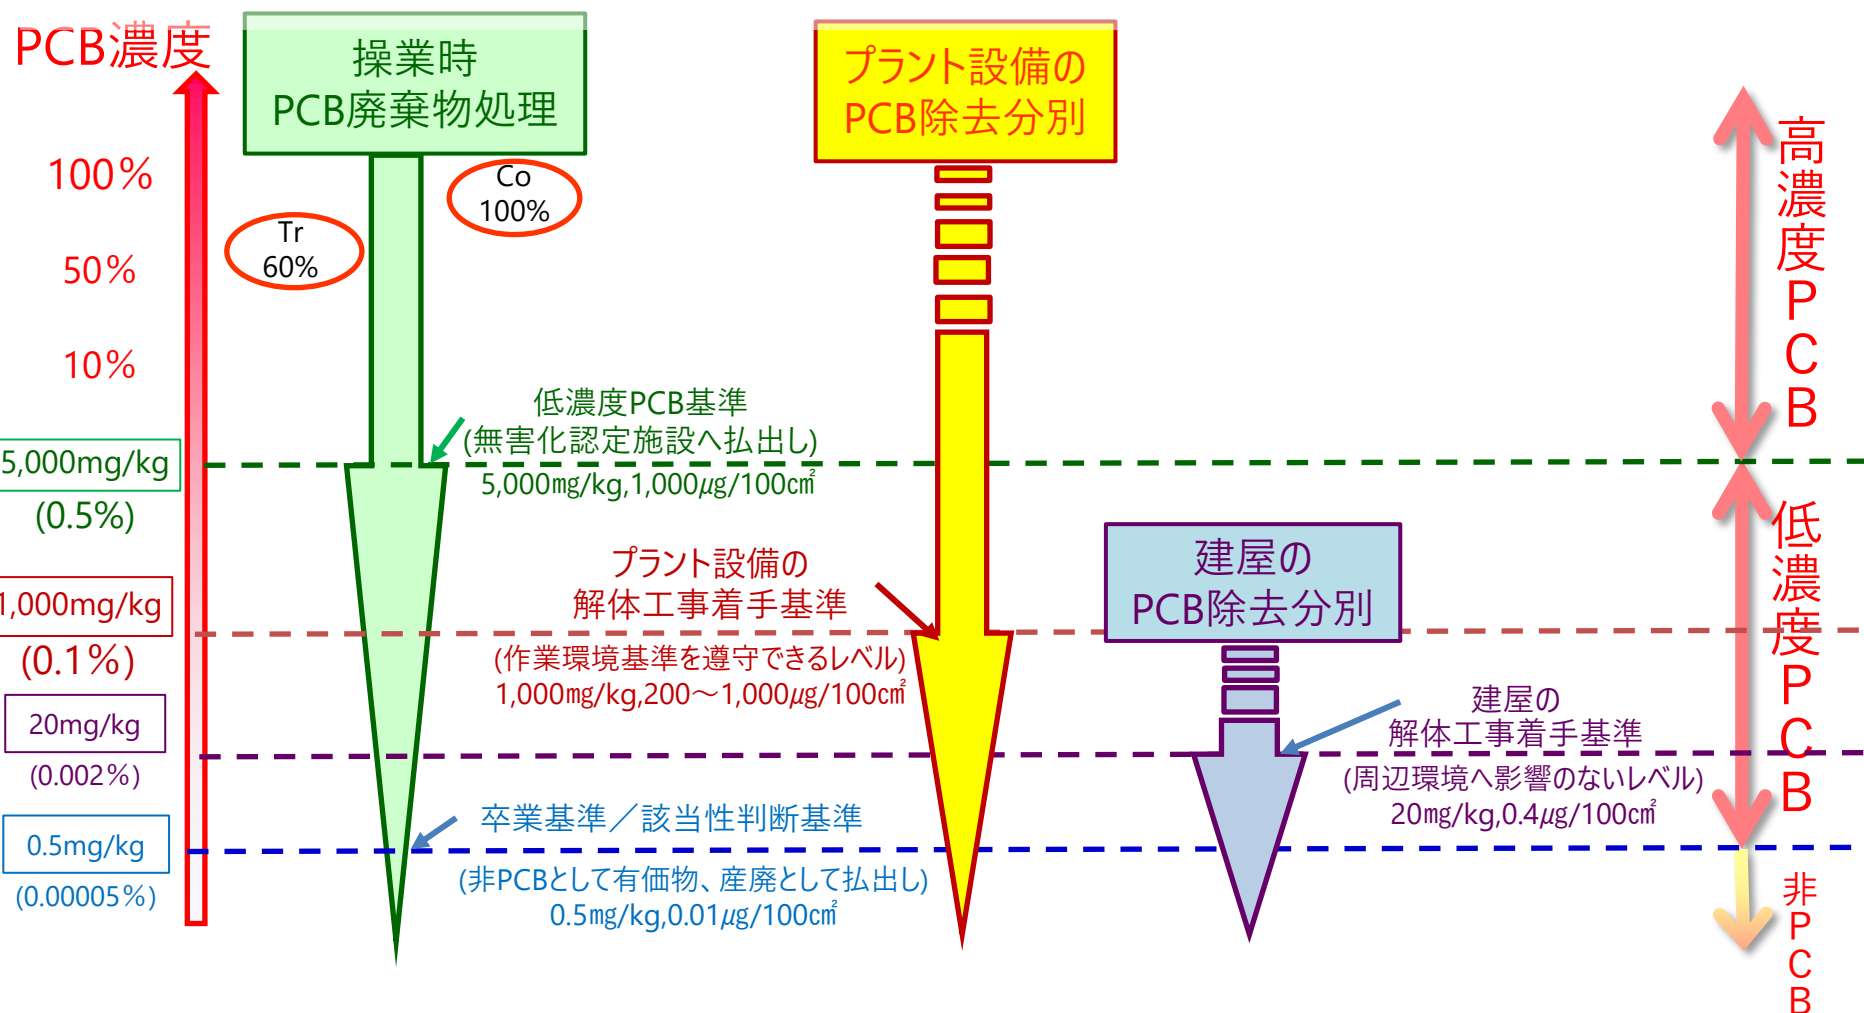 PCB濃度
操業時
PCB廃棄物処理
プラント設備の
PCB除去分別
100%
50%
10%
Tr
60%
Co
100%
高濃度PCB
低濃度PCB基準
(無害化認定施設へ払出し)
5,000mg/kg
(0.5%)
5,000㎎/kg,1,000㎍/100㎠
プラント設備の
解体工事着手基準
1,000mg/kg
(0.1%)
(作業環境基準を遵守できるレベル)
1,000㎎/kg,200～1,000㎍/100㎠
建屋の
PCB除去分別
低濃度PCB
20mg/kg
(0.002%)
建屋の
解体工事着手基準
(周辺環境へ影響のないレベル)
20㎎/kg,0.4㎍/100㎠
卒業基準／該当性判断基準
0.5mg/kg
(0.00005%)
(非PCBとして有価物、産廃として払出し)
0.5㎎/kg,0.01㎍/100㎠
非PCB